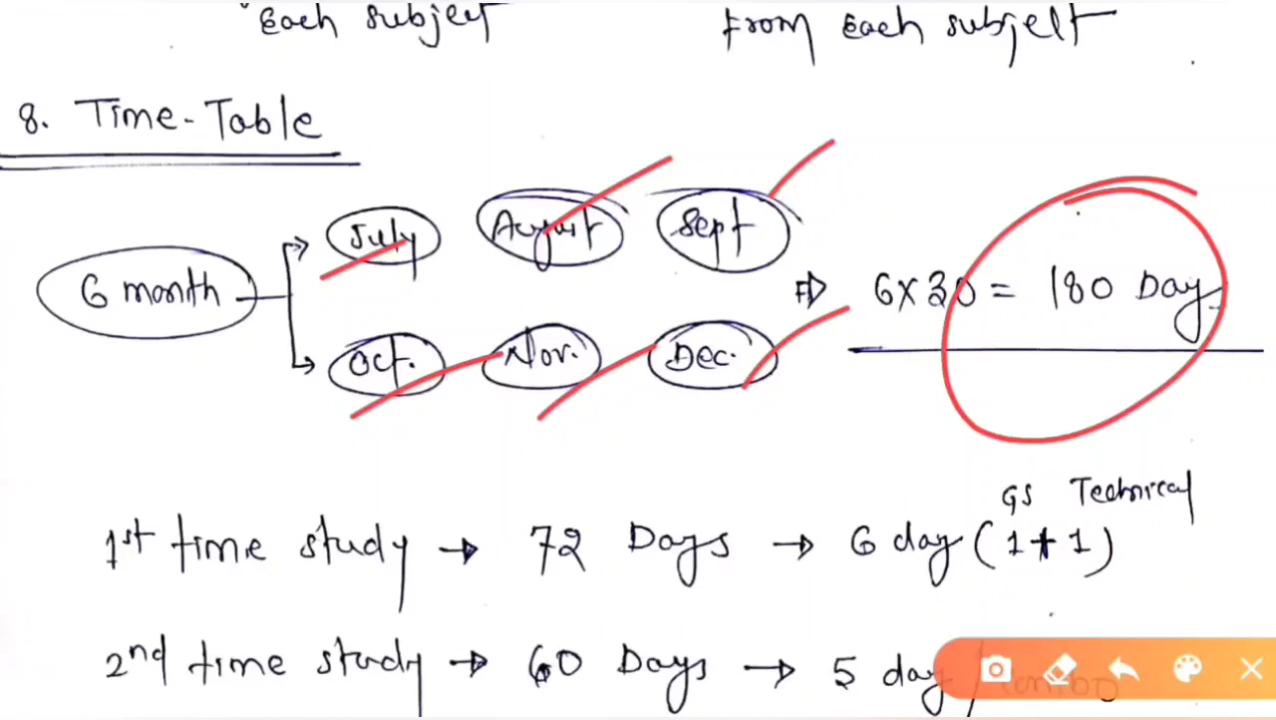 Each subject
from each subject
8. Time-Table
6 month
July August Sept
Oct. Nov. Dec.
⇒ 6×30 = 180 Days
GS Technical
1st time study → 72 Days → 6 day (1+1)
2nd time study → 60 Days → 5 day /